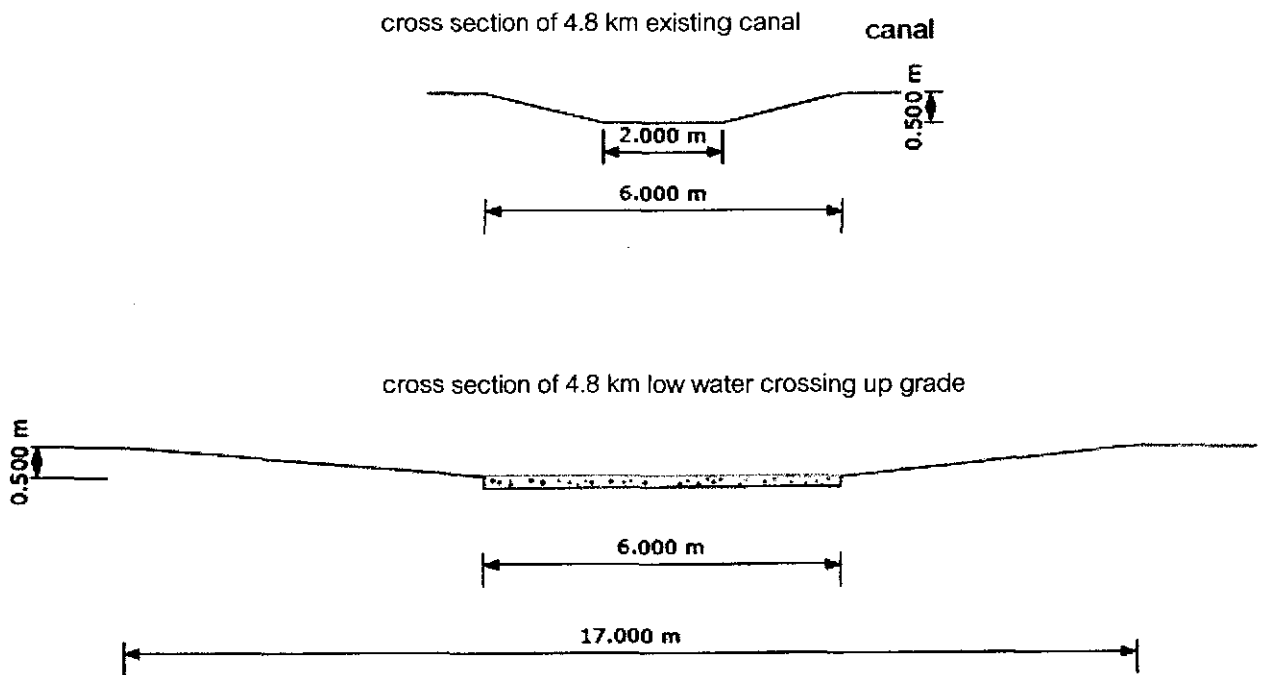 cross section of 4.8 km existing canal
canal
0.500 m
2.000 m
6.000 m
cross section of 4.8 km low water crossing up grade
0.500 m
6.000 m
17.000 m